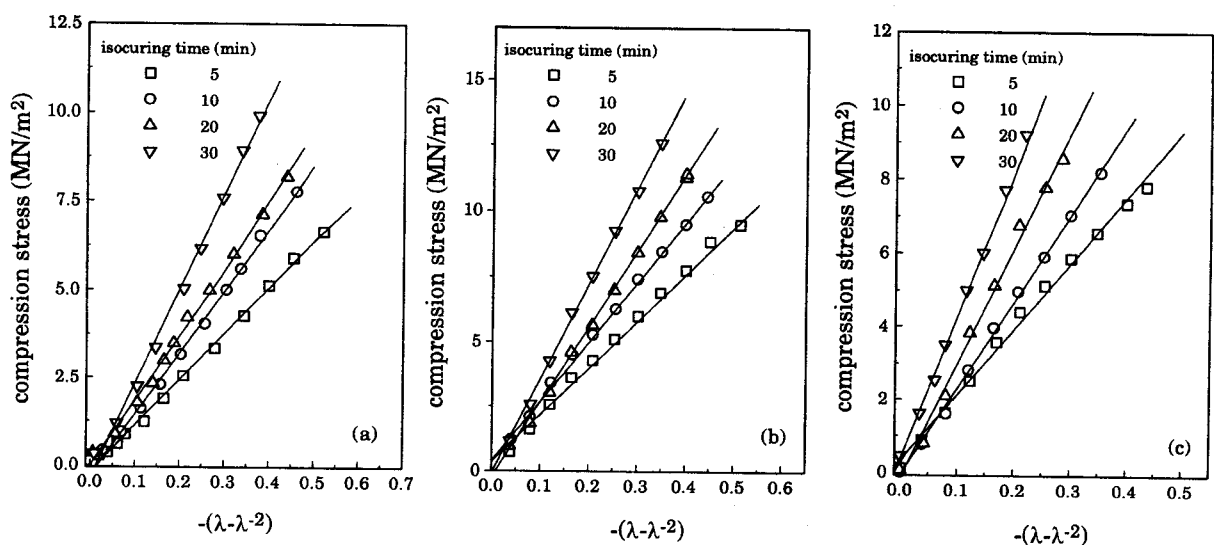 compression stress (MN/m²)
12.5
10.0
7.5
5.0
2.5
0.0
isocuring time (min)
5
10
20
30
(a)
0.0 0.1 0.2 0.3 0.4 0.5 0.6 0.7
-(λ-λ⁻²)
compression stress (MN/m²)
15
10
5
0
isocuring time (min)
5
10
20
30
(b)
0.0 0.1 0.2 0.3 0.4 0.5 0.6
-(λ-λ⁻²)
compression stress (MN/m²)
12
10
8
6
4
2
0
isocuring time (min)
5
10
20
30
(c)
0.0 0.1 0.2 0.3 0.4 0.5
-(λ-λ⁻²)